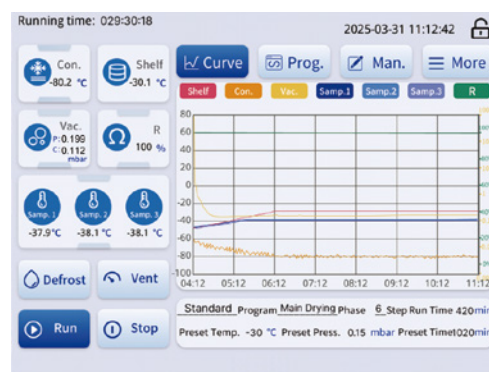 Running time: 029:30:18
2025-03-31 11:12:42
Con.
-80.2 °C
Shelf
-30.1 °C
Curve
Prog.
Man.
More
Shelf Con. Vac. Samp.1 Samp.2 Samp.3 R
Vac.
P:0.199
C:0.112
mbar
R
100 %
80
60
40
20
0
-20
-40
-60
-80
-100
Samp. 1
Samp. 2
Samp. 3
-37.9°C
-38.1 °C
-38.1 °C
04:12 05:12 06:12 07:12 08:12 09:12 10:12 11:12
Defrost
Vent
Run
Stop
Standard Program Main Drying Phase 6 Step Run Time 420min
Preset Temp. -30 °C Preset Press. 0.15 mbar Preset Time1020min